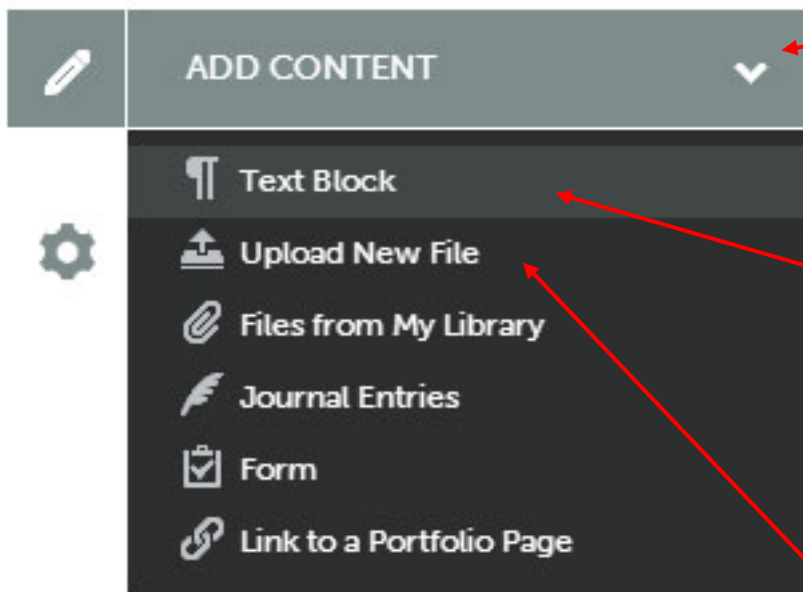 ADD CONTENT
Text Block
Upload New File
Files from My Library
Journal Entries
Form
Link to a Portfolio Page